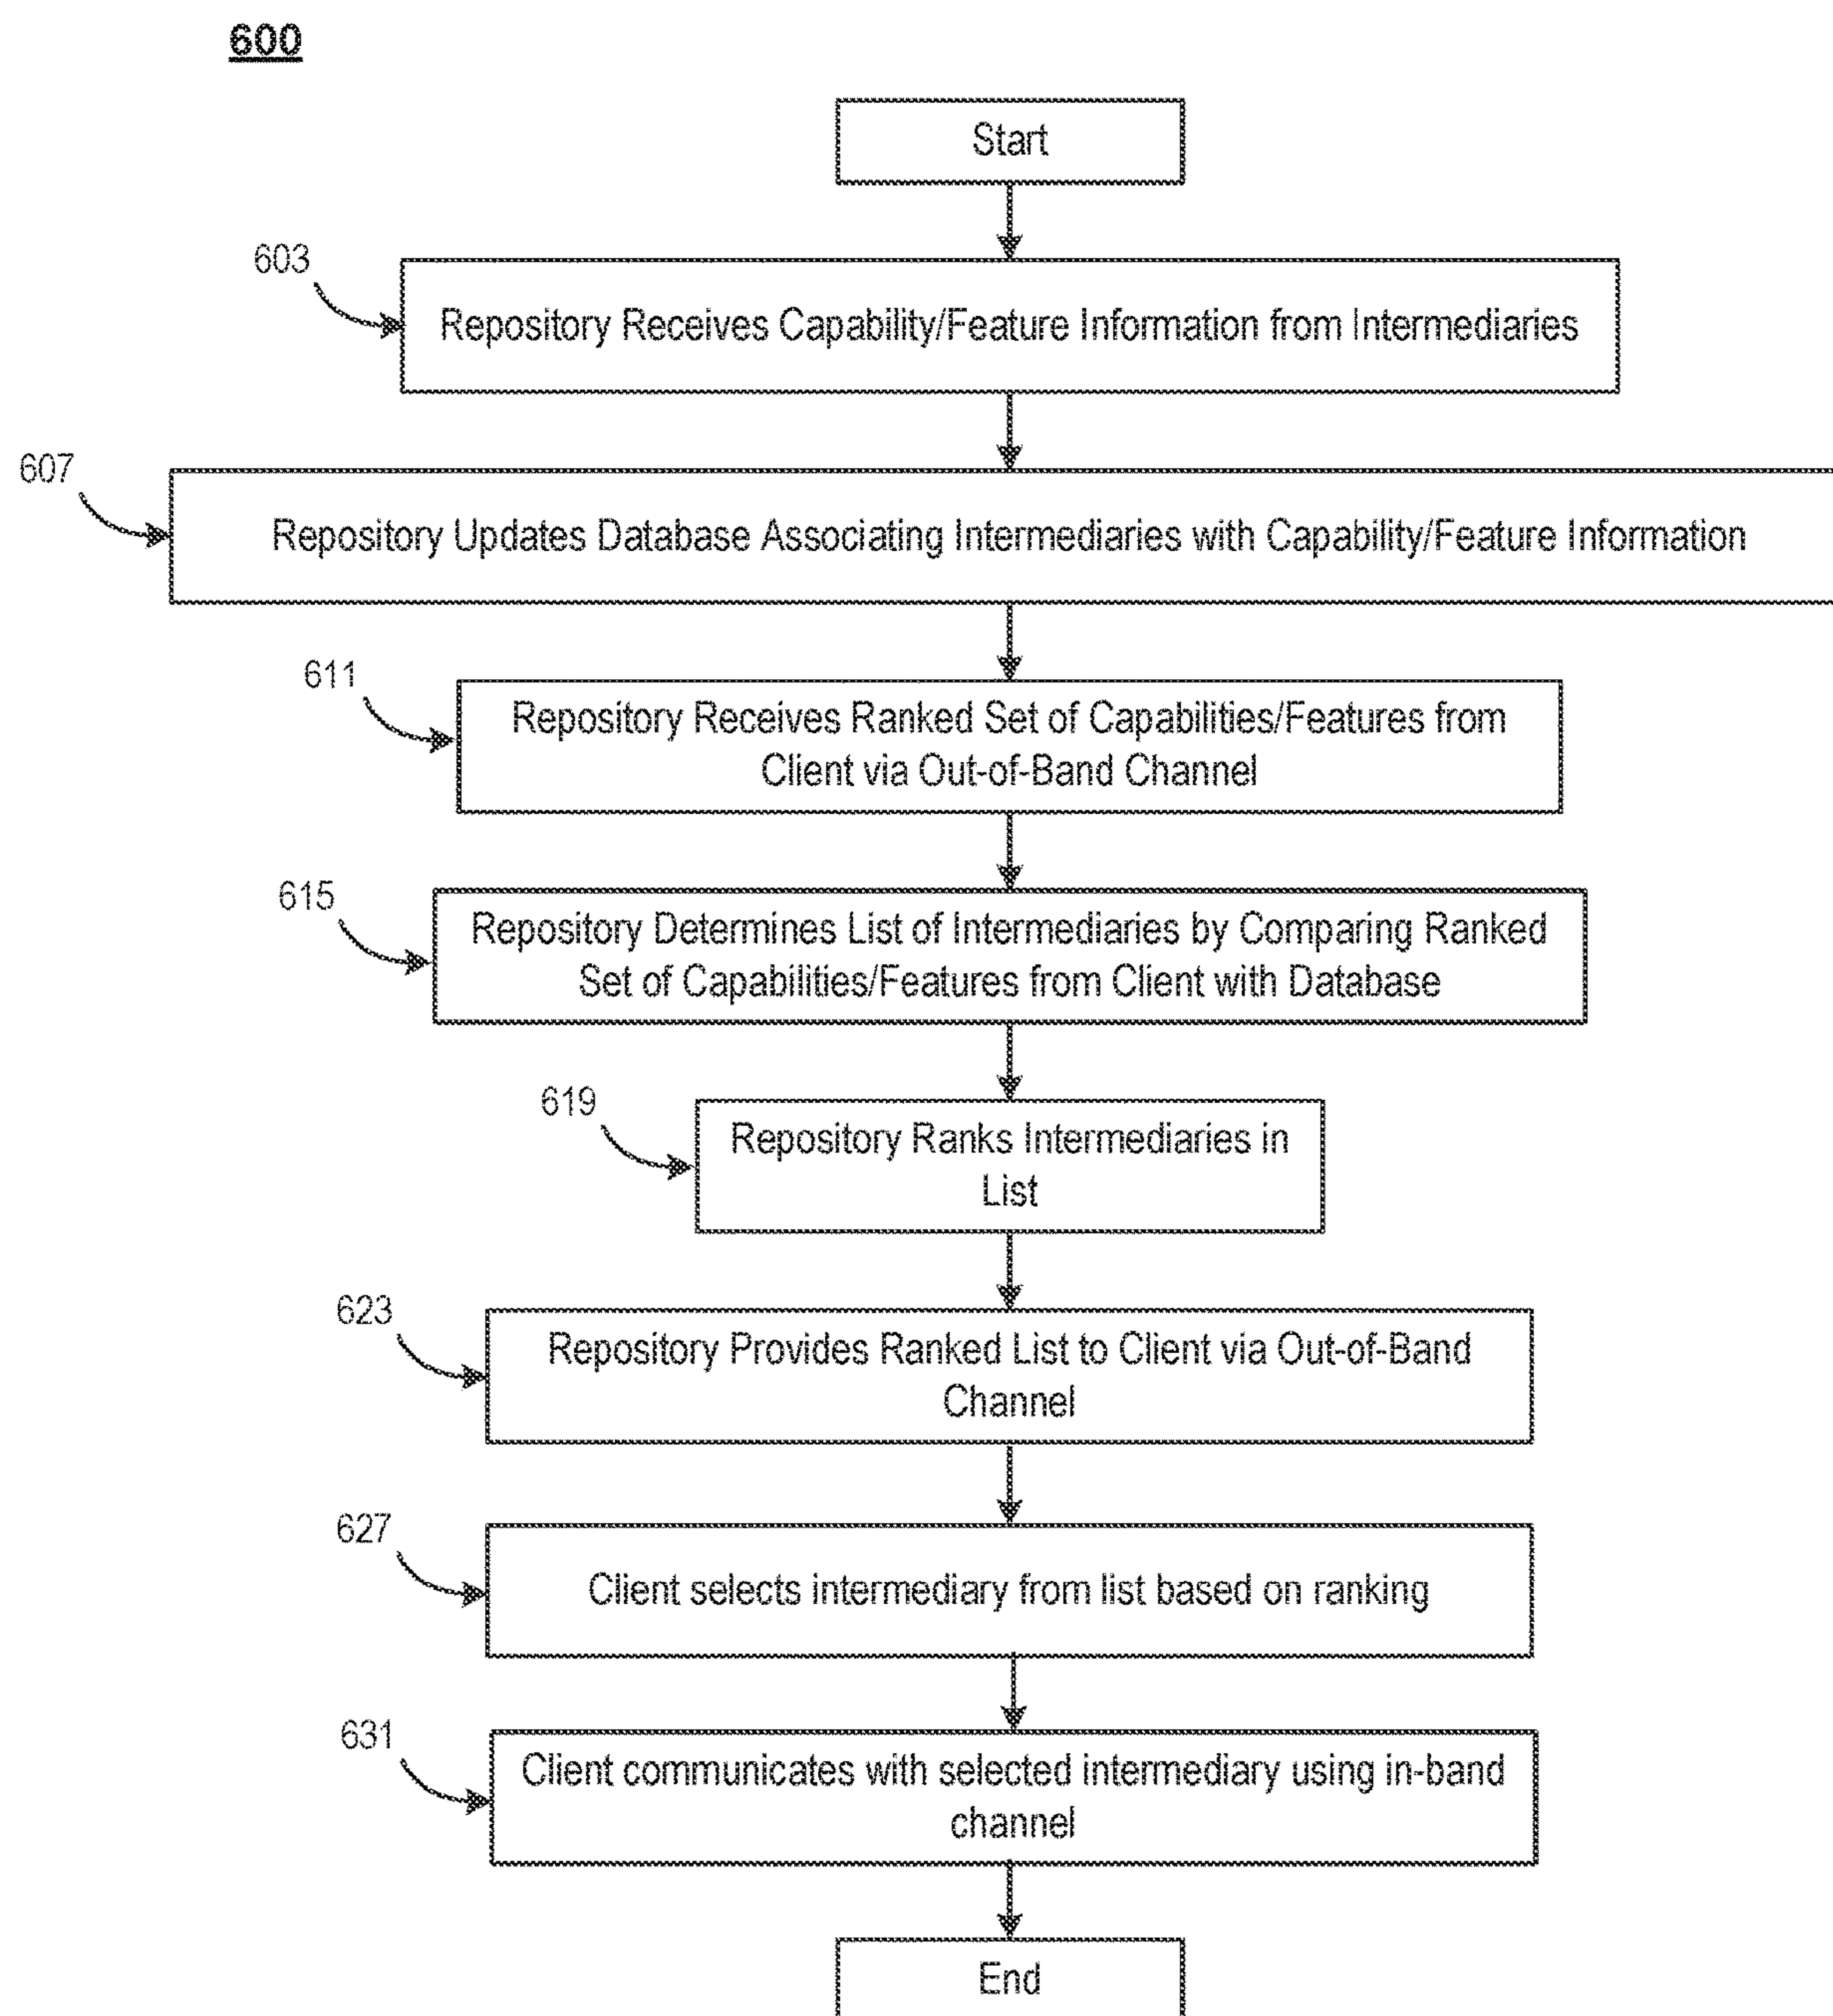 600
Start
603
Repository Receives Capability/Feature Information from Intermediaries
607
Repository Updates Database Associating Intermediaries with Capability/Feature Information
611
Repository Receives Ranked Set of Capabilities/Features from
Client via Out-of-Band Channel
615
Repository Determines List of Intermediaries by Comparing Ranked
Set of Capabilities/Features from Client with Database
619
Repository Ranks Intermediaries in
List
623
Repository Provides Ranked List to Client via Out-of-Band
Channel
627
Client selects intermediary from list based on ranking
631
Client communicates with selected intermediary using in-band
channel
End